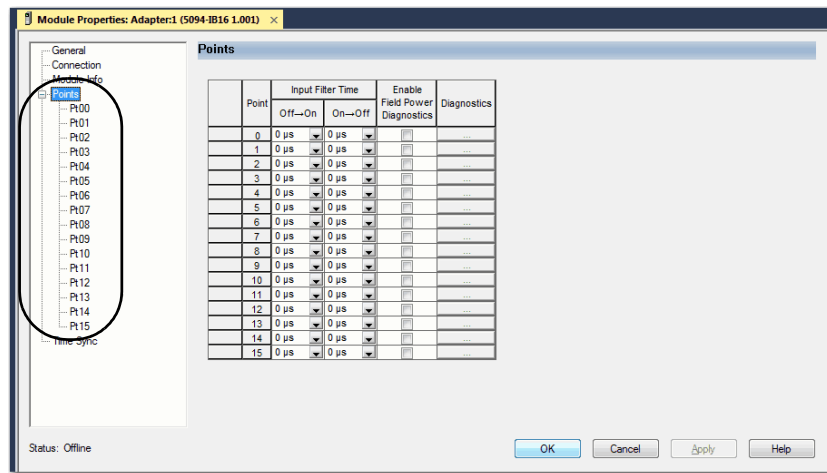 Module Properties: Adapter:1 (5094-IB16 1.001) ×
General
Connection
Module Info
Points
Pt00
Pt01
Pt02
Pt03
Pt04
Pt05
Pt06
Pt07
Pt08
Pt09
Pt10
Pt11
Pt12
Pt13
Pt14
Pt15
Time Sync
Points
Point Input Filter Time Enable Field Power Diagnostics Diagnostics
Off→On On→Off
0 0 µs 0 µs ...
1 0 µs 0 µs ...
2 0 µs 0 µs ...
3 0 µs 0 µs ...
4 0 µs 0 µs ...
5 0 µs 0 µs ...
6 0 µs 0 µs ...
7 0 µs 0 µs ...
8 0 µs 0 µs ...
9 0 µs 0 µs ...
10 0 µs 0 µs ...
11 0 µs 0 µs ...
12 0 µs 0 µs ...
13 0 µs 0 µs ...
14 0 µs 0 µs ...
15 0 µs 0 µs ...
Status: Offline
OK Cancel Apply Help